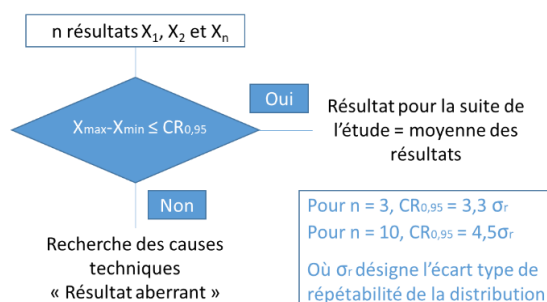 n résultats X1, X2 et Xn
Xmax-Xmin ≤ CR0,95
Oui
Résultat pour la suite de
l'étude = moyenne des
résultats
Non
Recherche des causes
techniques
« Résultat aberrant »
Pour n = 3, CR0,95 = 3,3 σr
Pour n = 10, CR0,95 = 4,5σr
Où σr désigne l'écart type de
répétabilité de la distribution